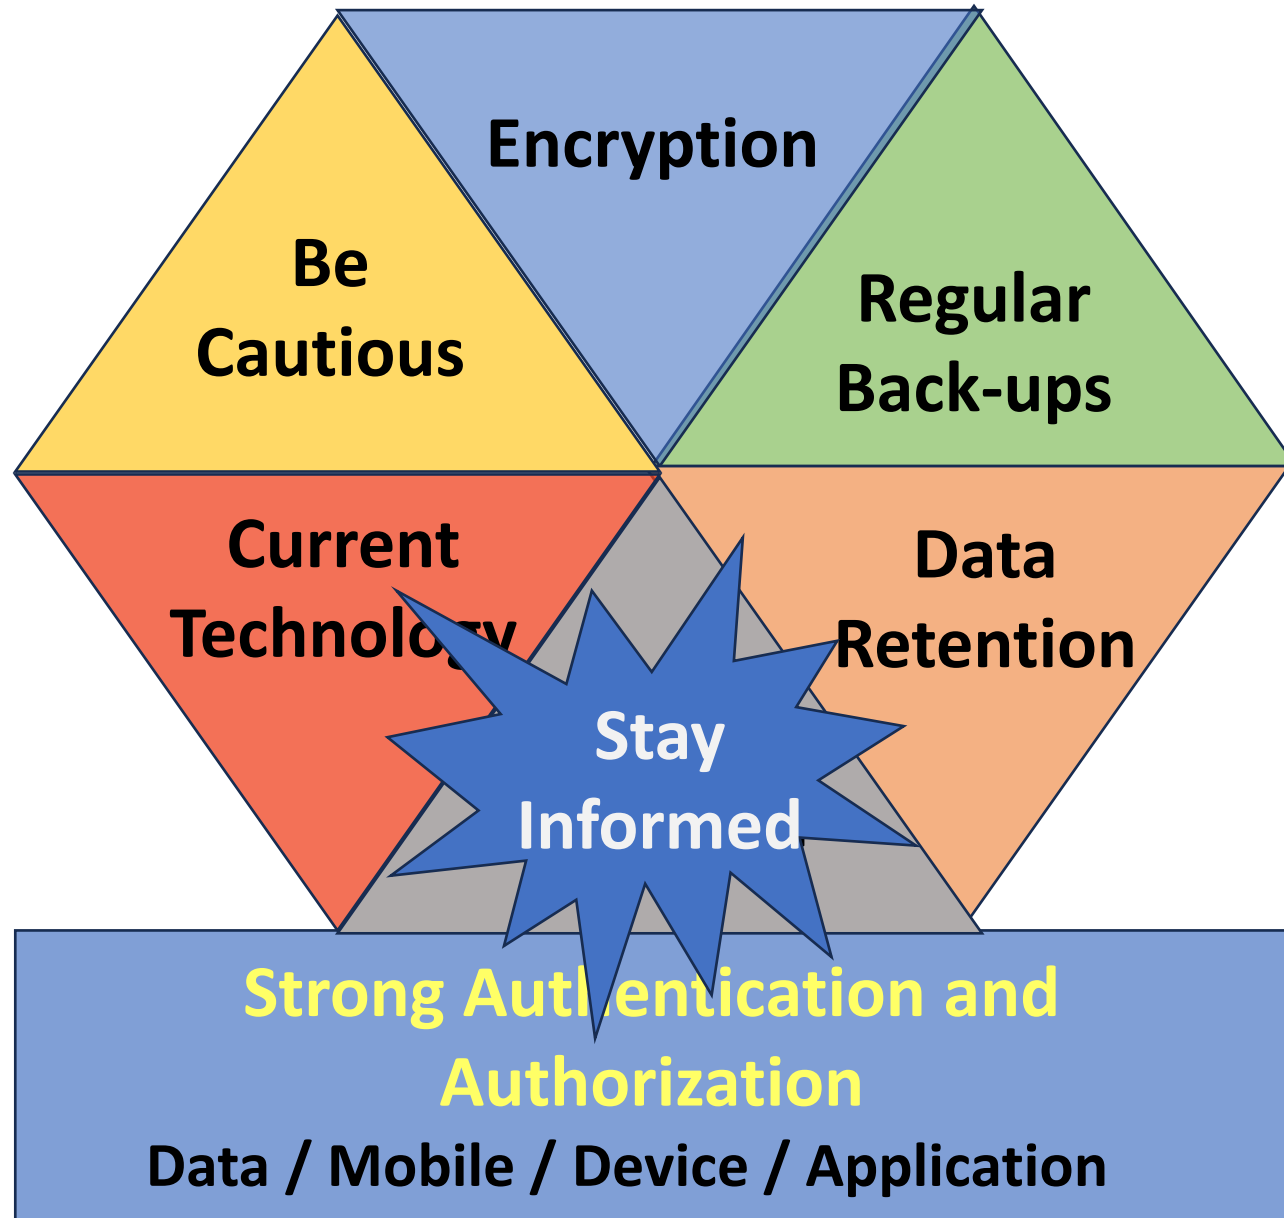 Encryption
Be
Cautious
Regular
Back-ups
Current
Technology
Data
Retention
Stay
Informed
Strong Authentication and
Authorization
Data / Mobile / Device / Application